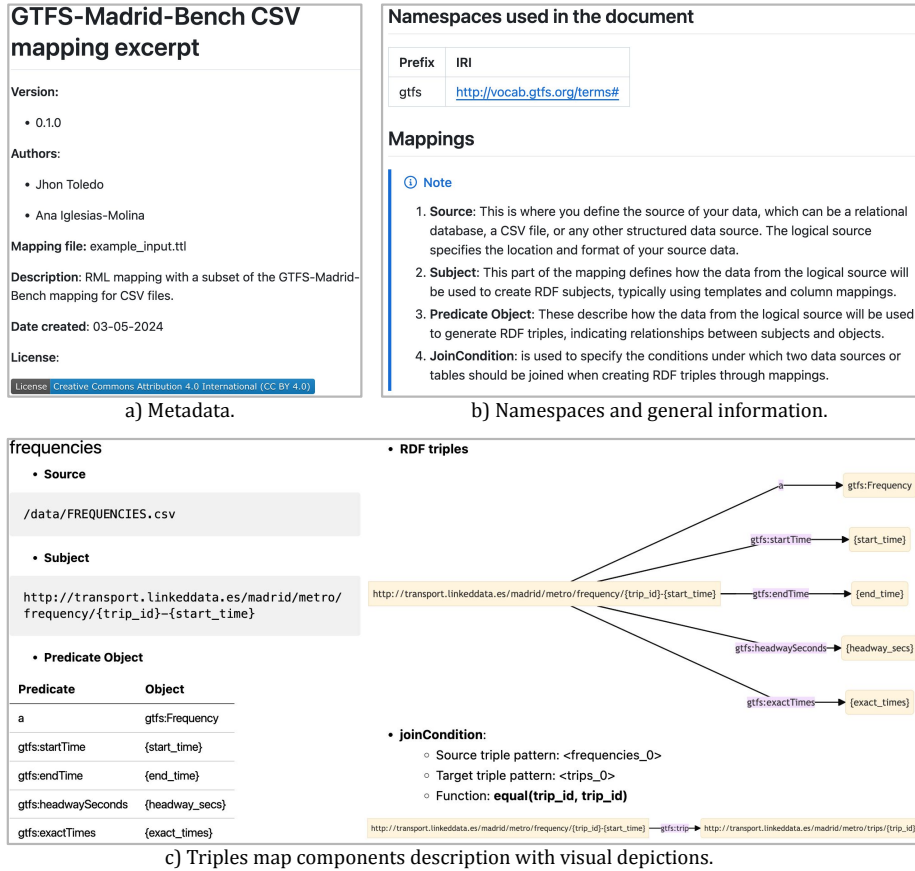 GTFS-Madrid-Bench CSV
mapping excerpt
Version:
• 0.1.0
Authors:
• Jhon Toledo
• Ana Iglesias-Molina
Mapping file: example_input.ttl
Description: RML mapping with a subset of the GTFS-Madrid-
Bench mapping for CSV files.
Date created: 03-05-2024
License:
License Creative Commons Attribution 4.0 International (CC BY 4.0)
a) Metadata.
Namespaces used in the document
Prefix IRI
gtfs http://vocab.gtfs.org/terms#
Mappings
Note
1. Source: This is where you define the source of your data, which can be a relational
database, a CSV file, or any other structured data source. The logical source
specifies the location and format of your source data.
2. Subject: This part of the mapping defines how the data from the logical source will
be used to create RDF subjects, typically using templates and column mappings.
3. Predicate Object: These describe how the data from the logical source will be used
to generate RDF triples, indicating relationships between subjects and objects.
4. JoinCondition: is used to specify the conditions under which two data sources or
tables should be joined when creating RDF triples through mappings.
b) Namespaces and general information.
frequencies
• Source
/data/FREQUENCIES.csv
• Subject
http://transport.linkeddata.es/madrid/metro/
frequency/{trip_id}-{start_time}
• Predicate Object
Predicate Object
a gtfs:Frequency
gtfs:startTime {start_time}
gtfs:endTime {end_time}
gtfs:headwaySeconds {headway_secs}
gtfs:exactTimes {exact_times}
• RDF triples
a gtfs:Frequency
gtfs:startTime {start_time}
http://transport.linkeddata.es/madrid/metro/frequency/{trip_id}-{start_time} gtfs:endTime {end_time}
gtfs:headwaySeconds {headway_secs}
gtfs:exactTimes {exact_times}
• joinCondition:
○ Source triple pattern: <frequencies_0>
○ Target triple pattern: <trips_0>
○ Function: equal(trip_id, trip_id)
http://transport.linkeddata.es/madrid/metro/frequency/{trip_id}-{start_time} gtfs:trip http://transport.linkeddata.es/madrid/metro/trips/{trip_id}
c) Triples map components description with visual depictions.